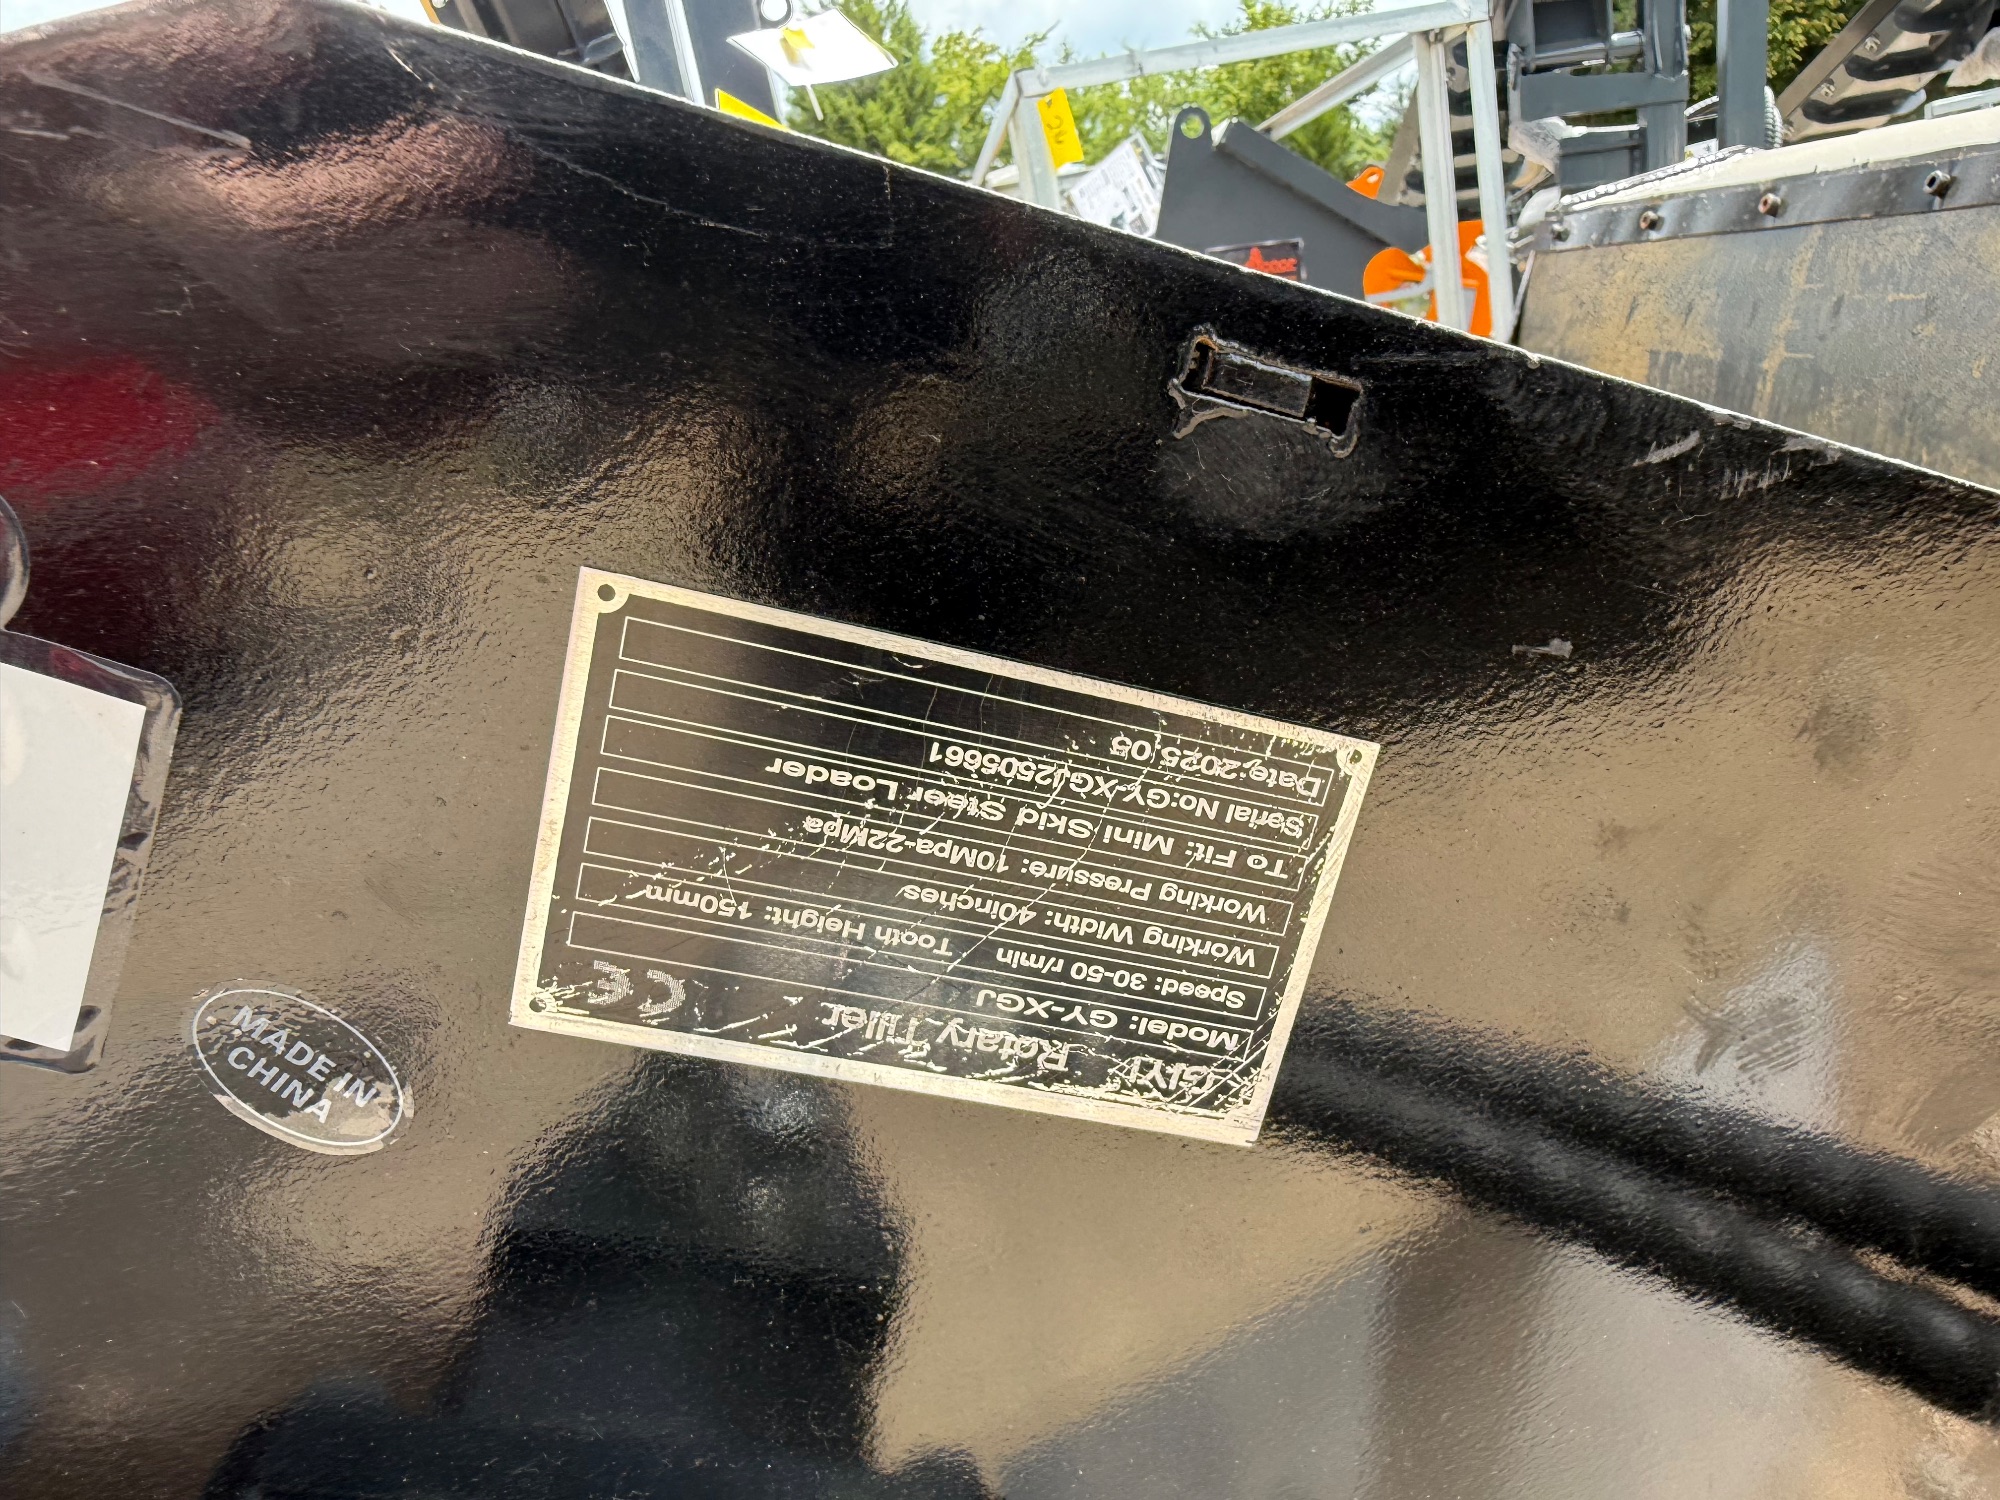 GIYI Rotary Tiller CE
Model: GY-XGJ
Speed: 30-50 r/min Tooth Height: 150mm
Working Width: 40inches
Working Pressure: 10Mpa-22Mpa
To Fit: Mini Skid Steer Loader
Serial No:GY-XGJ2505661
Date:2025.05
MADE IN
CHINA